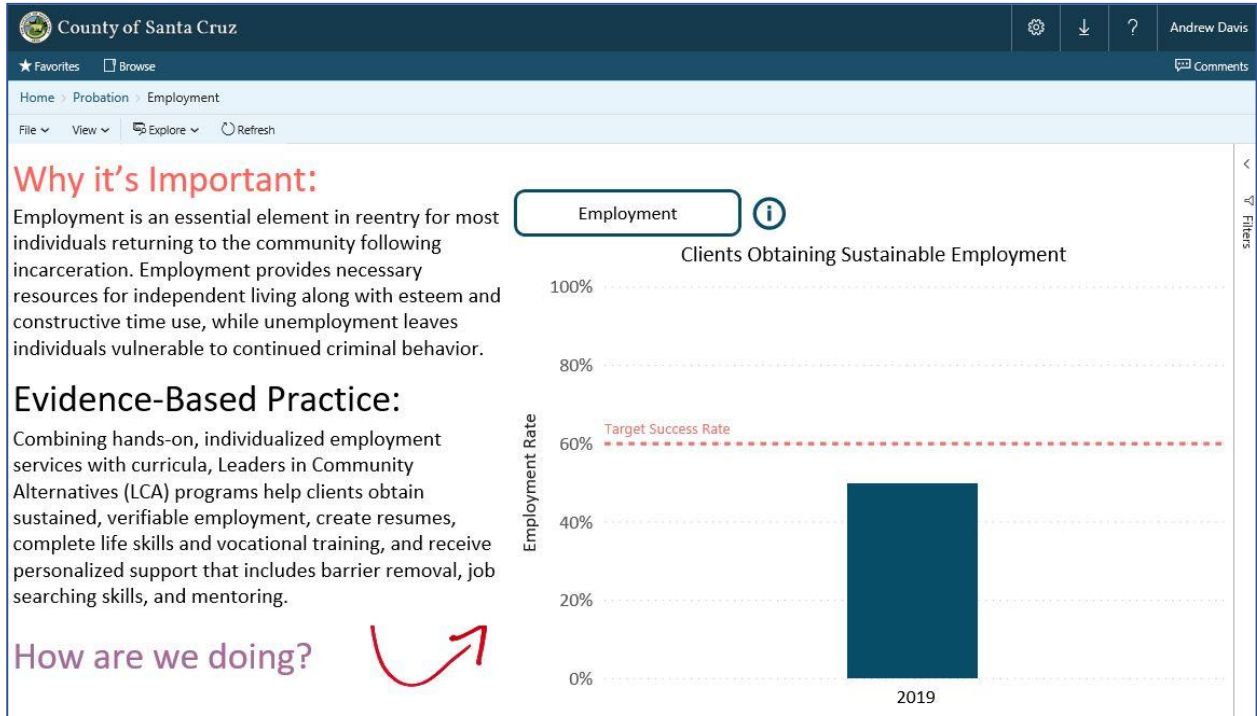 County of Santa Cruz
? Andrew Davis
Favorites Browse
Comments
Home > Probation > Employment
File View Explore Refresh
Filters
Why it's Important:
Employment is an essential element in reentry for most
individuals returning to the community following
incarceration. Employment provides necessary
resources for independent living along with esteem and
constructive time use, while unemployment leaves
individuals vulnerable to continued criminal behavior.
Evidence-Based Practice:
Combining hands-on, individualized employment
services with curricula, Leaders in Community
Alternatives (LCA) programs help clients obtain
sustained, verifiable employment, create resumes,
complete life skills and vocational training, and receive
personalized support that includes barrier removal, job
searching skills, and mentoring.
How are we doing?
Employment
i
Clients Obtaining Sustainable Employment
Employment Rate
100%
80%
Target Success Rate
60%
40%
20%
0%
2019